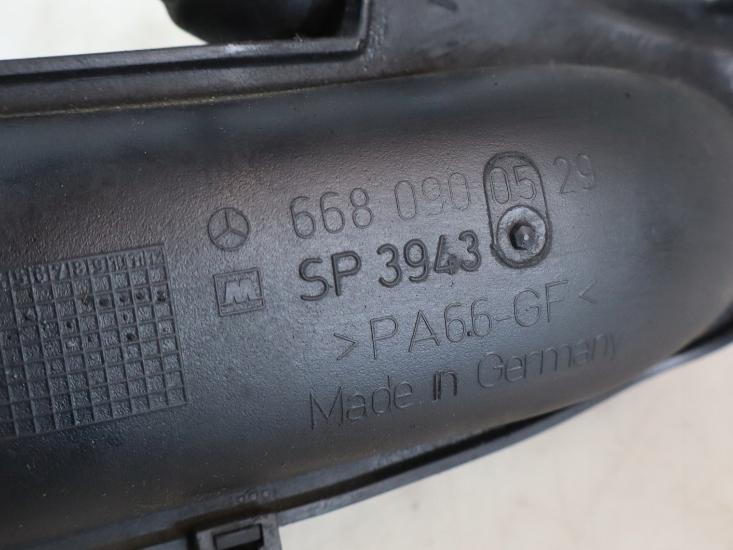 668 090 05 29
SP 3943
M
>PA6.6-GF<
Made in Germany